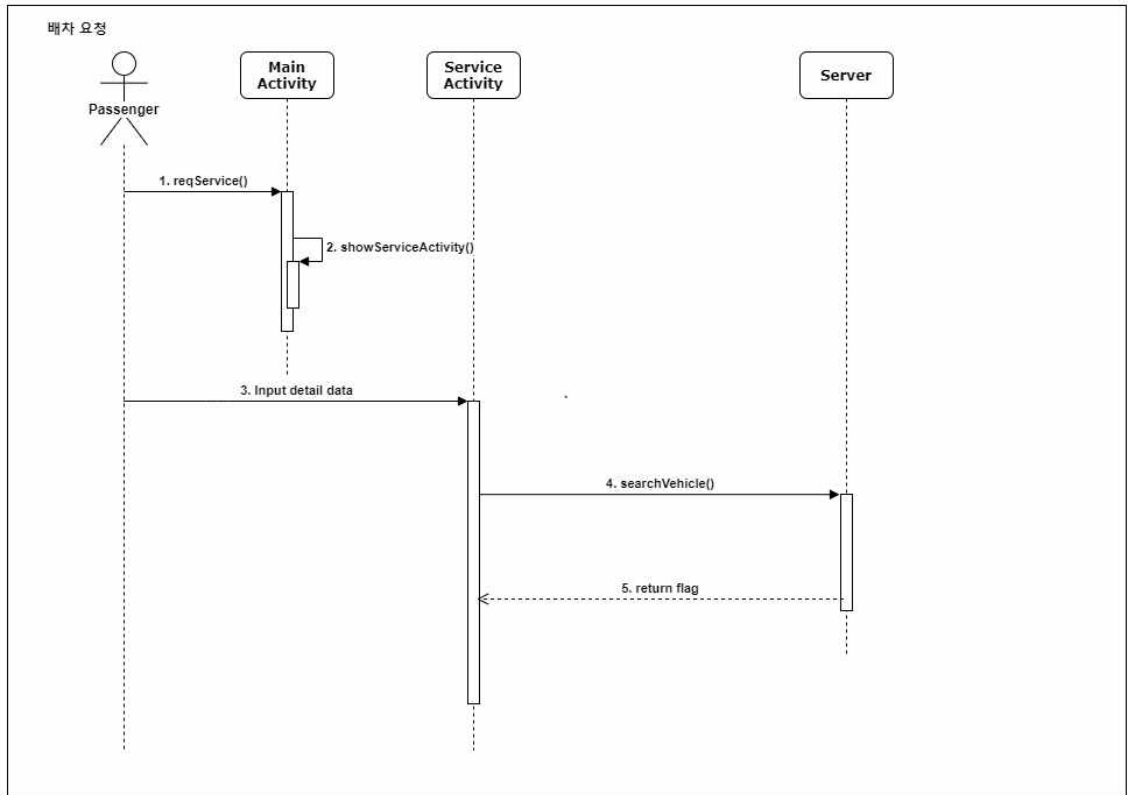 배차 요청
Main
Activity
Service
Activity
Server
Passenger
1. reqService()
2. showServiceActivity()
3. Input detail data
4. searchVehicle()
5. return flag